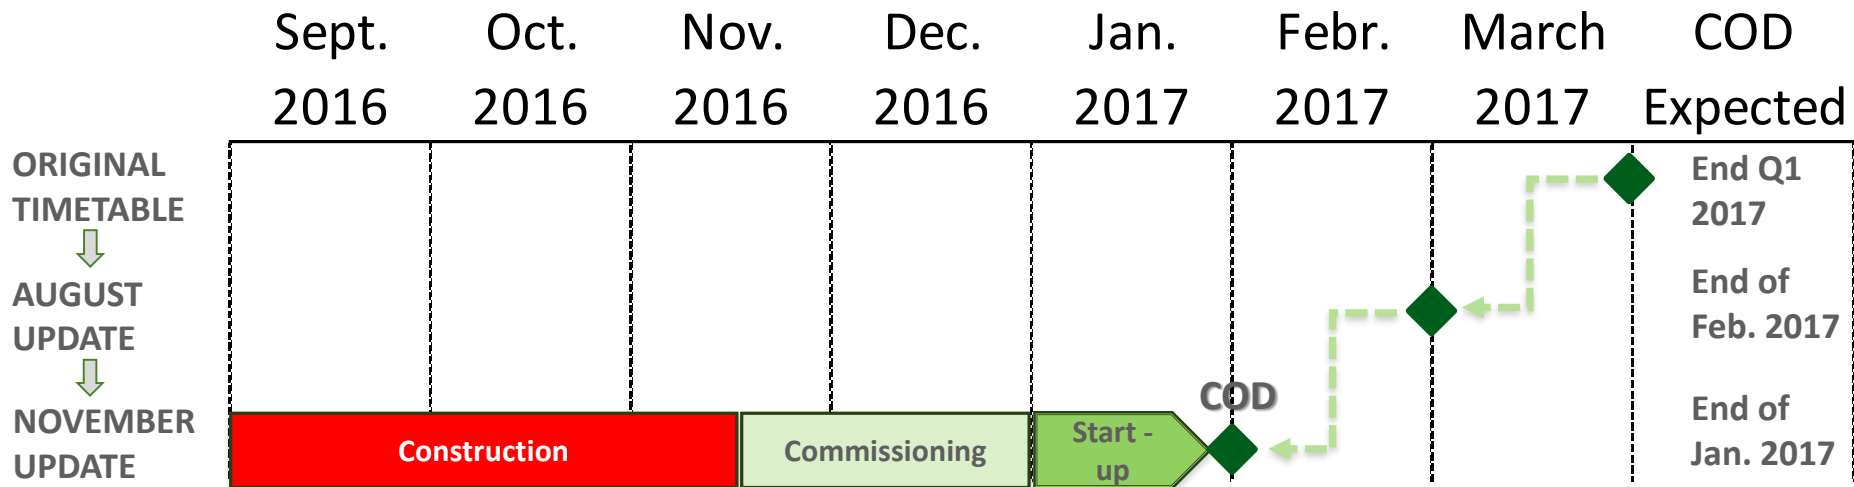 Sept. Oct. Nov. Dec. Jan. Febr. March COD
2016 2016 2016 2016 2017 2017 2017 Expected
ORIGINAL
TIMETABLE
End Q1
2017
AUGUST
UPDATE
End of
Feb. 2017
NOVEMBER
UPDATE
Construction
Commissioning
Start -
up
COD
End of
Jan. 2017